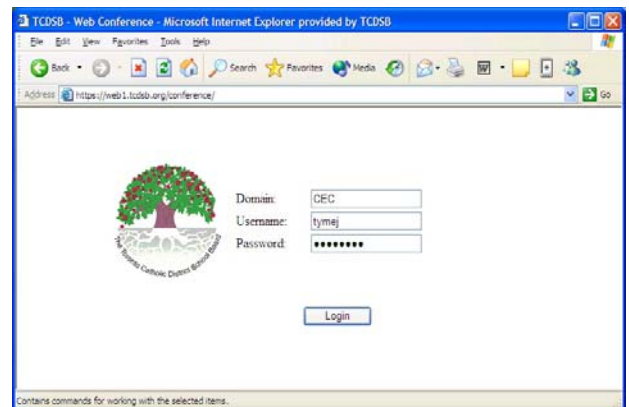 TCDSB - Web Conference - Microsoft Internet Explorer provided by TCDSB
File Edit View Favorites Tools Help
Back Search Favorites Media
Address https://web1.tcdsb.org/conference/ Go
Domain: CEC
Username: tymej
Password: ••••••••
The Toronto Catholic District School Board
Login
Contains commands for working with the selected items.